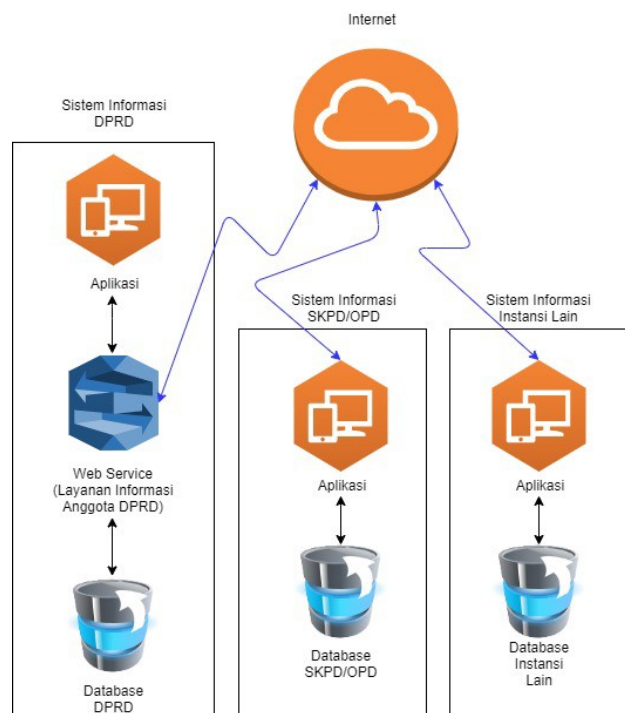 Internet
Sistem Informasi
DPRD
Aplikasi
Web Service
(Layanan Informasi
Anggota DPRD)
Database
DPRD
Sistem Informasi
SKPD/OPD
Aplikasi
Database
SKPD/OPD
Sistem Informasi
Instansi Lain
Aplikasi
Database
Instansi
Lain